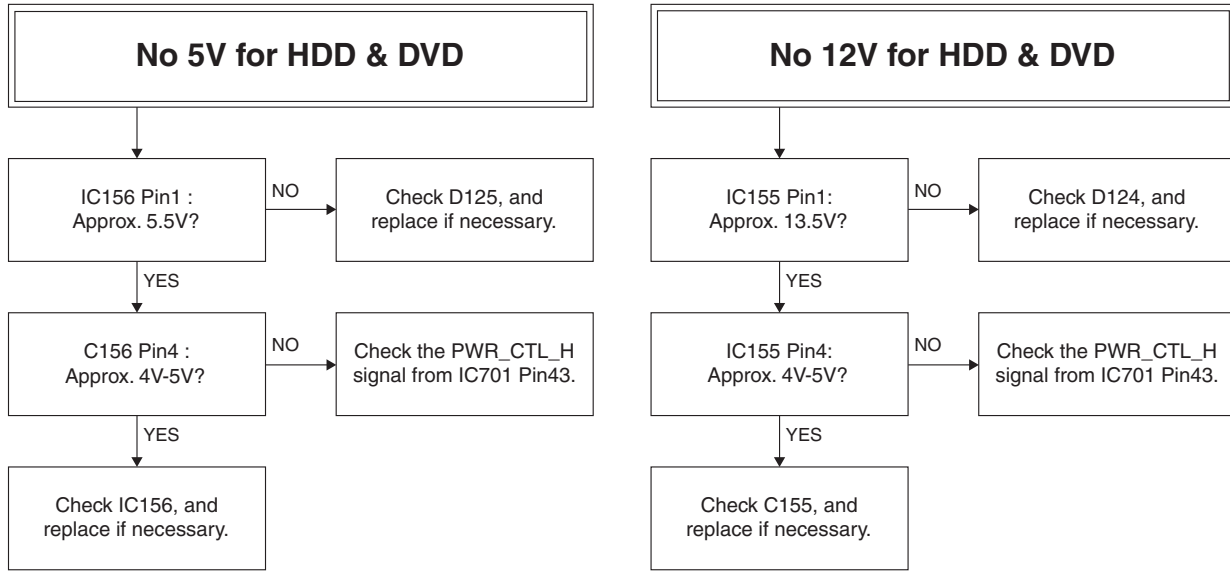 No 5V for HDD & DVD
IC156 Pin1 :
Approx. 5.5V?
NO
Check D125, and
replace if necessary.
YES
C156 Pin4 :
Approx. 4V-5V?
NO
Check the PWR_CTL_H
signal from IC701 Pin43.
YES
Check IC156, and
replace if necessary.
No 12V for HDD & DVD
IC155 Pin1:
Approx. 13.5V?
NO
Check D124, and
replace if necessary.
YES
IC155 Pin4:
Approx. 4V-5V?
NO
Check the PWR_CTL_H
signal from IC701 Pin43.
YES
Check C155, and
replace if necessary.